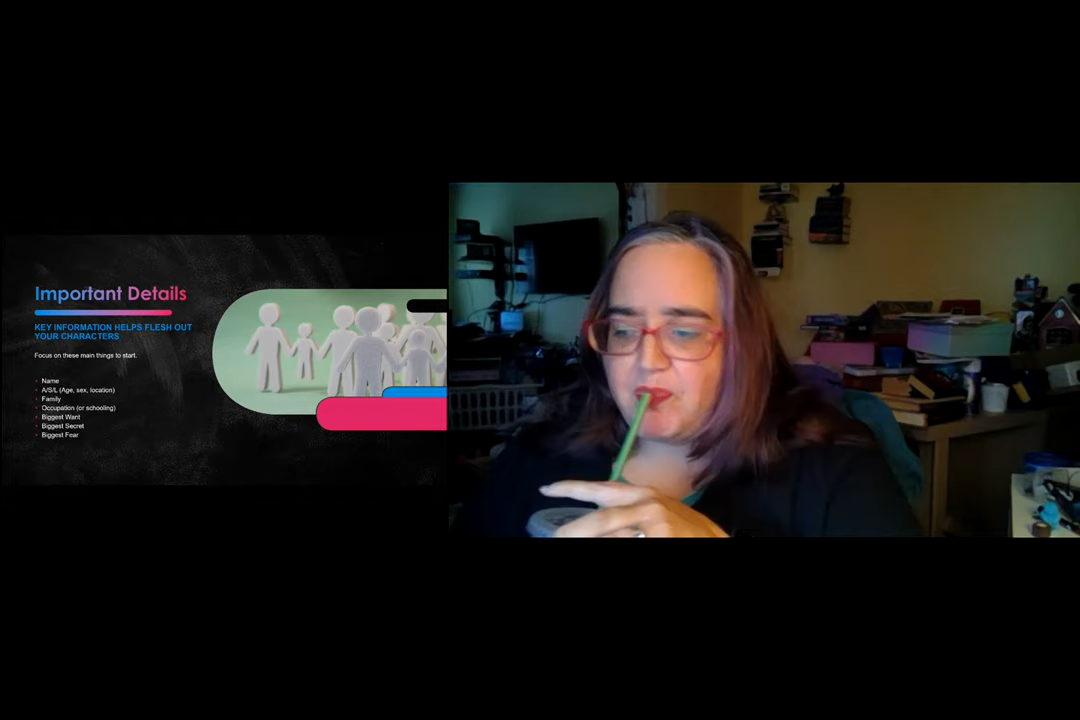 Important Details
KEY INFORMATION HELPS FLESH OUT
YOUR CHARACTERS
Focus on these main things to start.
Name
A/S/L (Age, sex, location)
Family
Occupation (or schooling)
Biggest Want
Biggest Secret
Biggest Fear